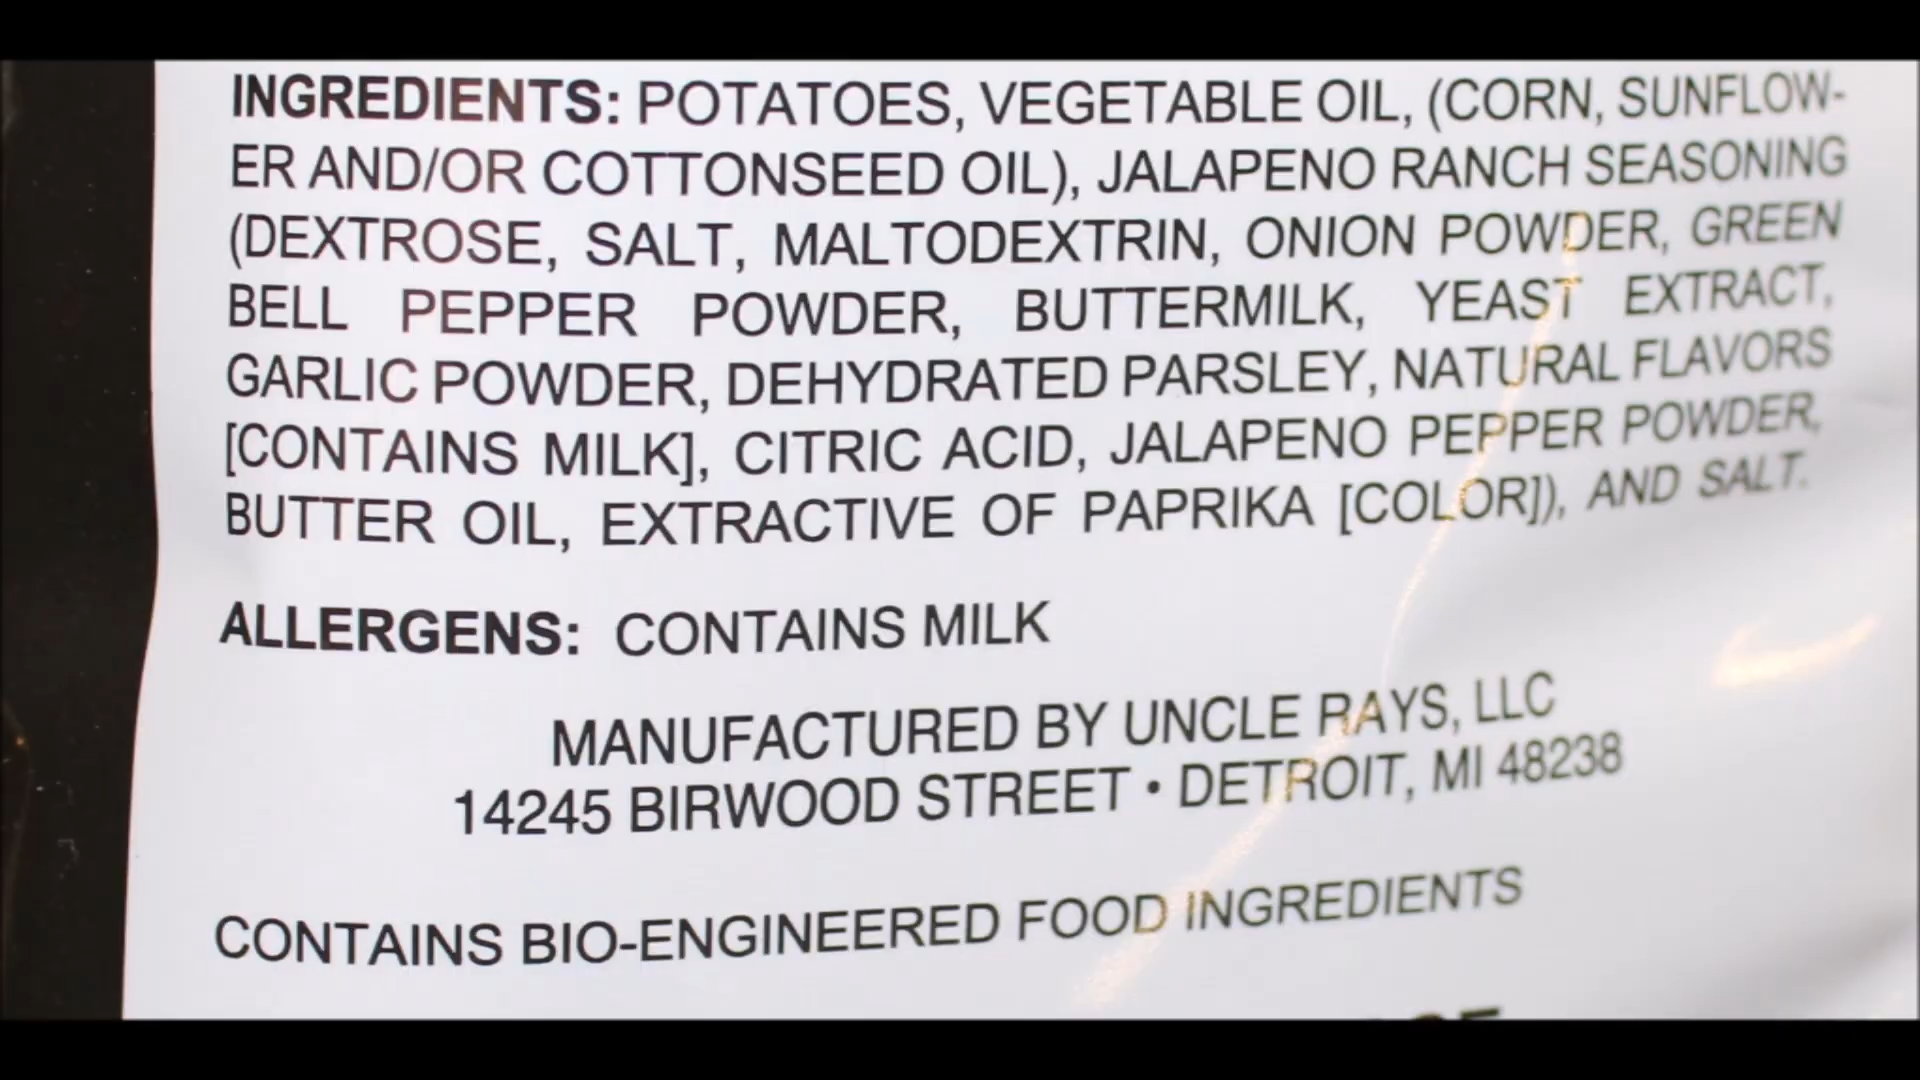 INGREDIENTS: POTATOES, VEGETABLE OIL, (CORN, SUNFLOW-
ER AND/OR COTTONSEED OIL), JALAPENO RANCH SEASONING
(DEXTROSE, SALT, MALTODEXTRIN, ONION POWDER, GREEN
BELL PEPPER POWDER, BUTTERMILK, YEAST EXTRACT,
GARLIC POWDER, DEHYDRATED PARSLEY, NATURAL FLAVORS
[CONTAINS MILK], CITRIC ACID, JALAPENO PEPPER POWDER,
BUTTER OIL, EXTRACTIVE OF PAPRIKA [COLOR]), AND SALT.
ALLERGENS: CONTAINS MILK
MANUFACTURED BY UNCLE RAYS, LLC
14245 BIRWOOD STREET • DETROIT, MI 48238
CONTAINS BIO-ENGINEERED FOOD INGREDIENTS